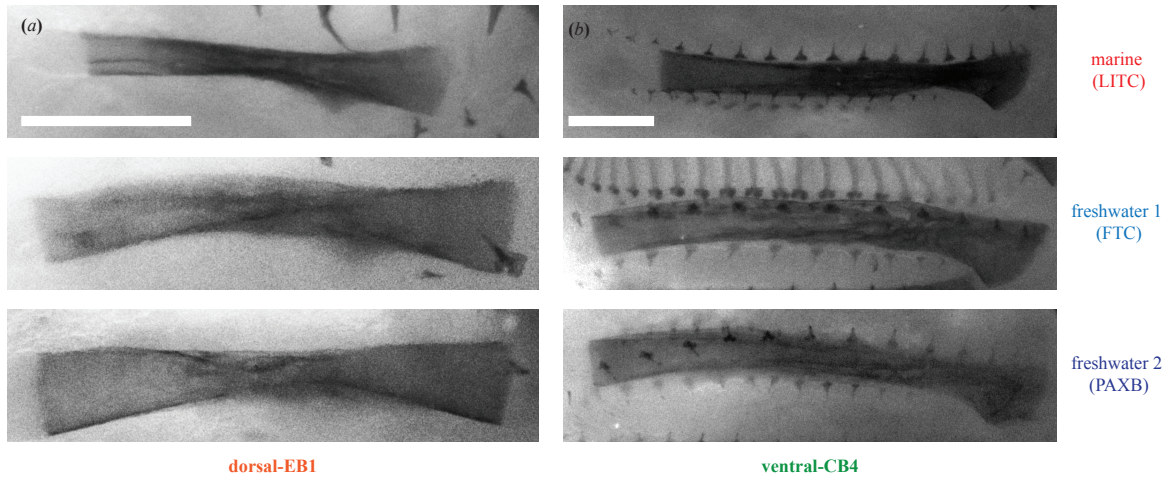 (a)
(b)
marine
(LITC)
freshwater 1
(FTC)
freshwater 2
(PAXB)
dorsal-EB1
ventral-CB4